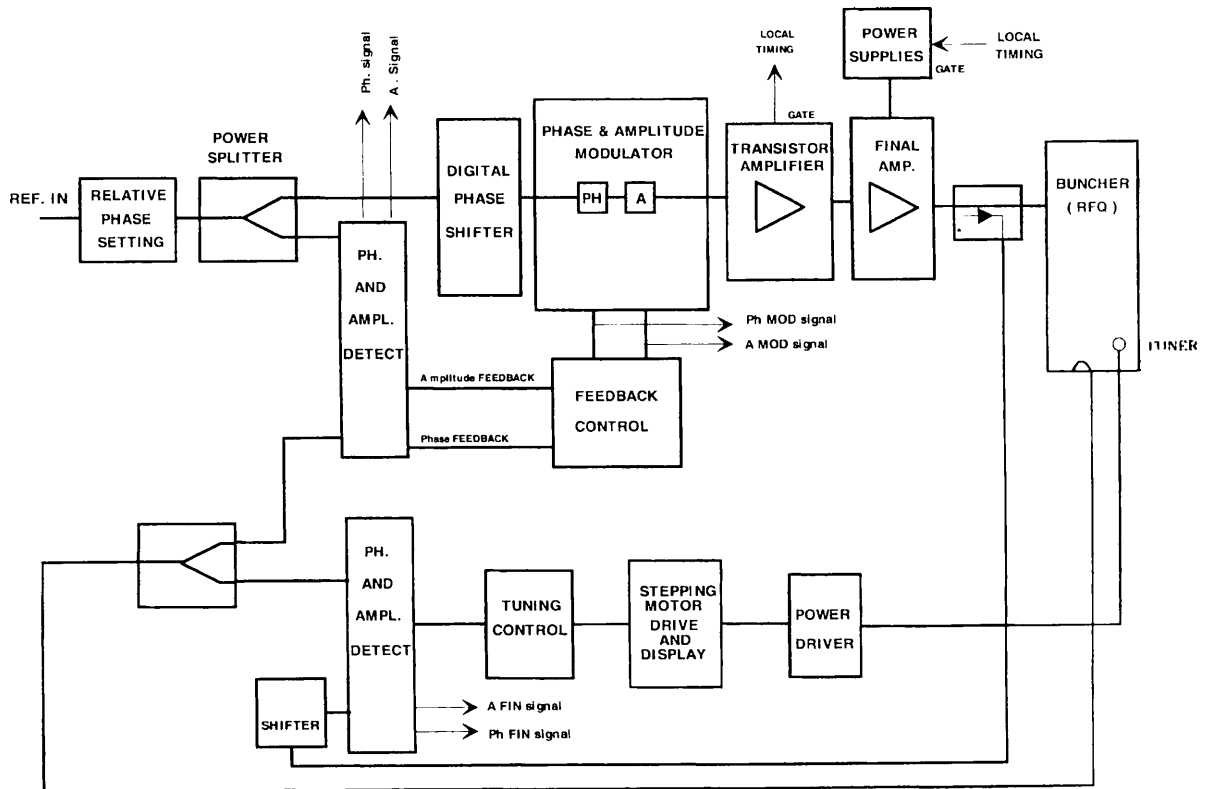 Ph. signal
A . Signal
LOCAL
TIMING
POWER
SUPPLIES
GATE
LOCAL
TIMING
POWER
SPLITTER
REF. IN
RELATIVE
PHASE
SETTING
DIGITAL
PHASE
SHIFTER
PHASE & AMPLITUDE
MODULATOR
PH
A
GATE
TRANSISTOR
AMPLIFIER
FINAL
AMP.
BUNCHER
( RFQ )
PH.
AND
AMPL.
DETECT
Ph MOD signal
A MOD signal
TUNER
Amplitude FEEDBACK
Phase FEEDBACK
FEEDBACK
CONTROL
PH.
AND
AMPL.
DETECT
TUNING
CONTROL
STEPPING
MOTOR
DRIVE
AND
DISPLAY
POWER
DRIVER
SHIFTER
A FIN signal
Ph FIN signal